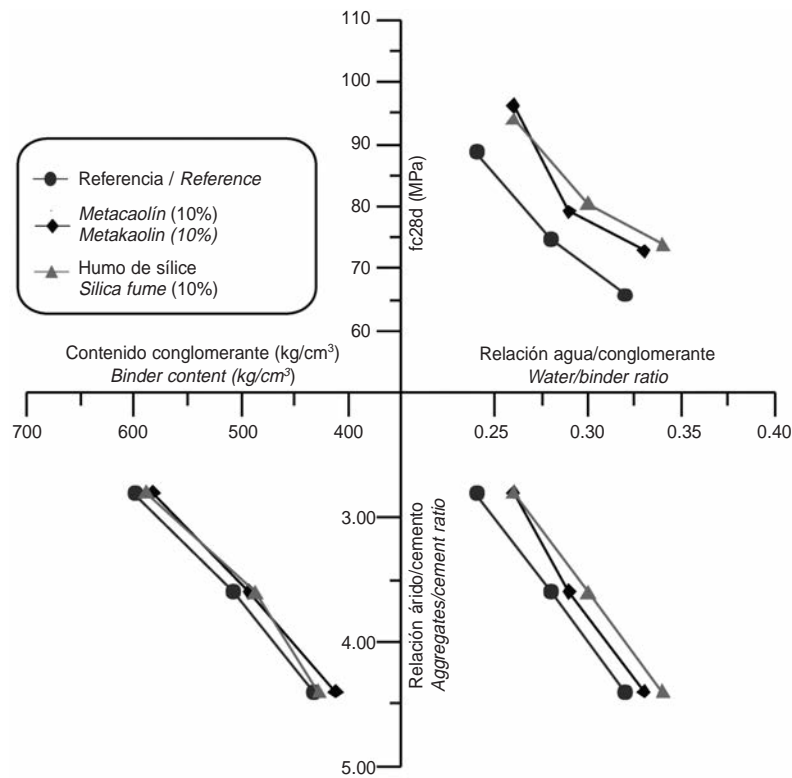 110
100
90
80
70
60
fc28d (MPa)
Referencia / Reference
Metacaolín (10%)
Metakaolin (10%)
Humo de sílice
Silica fume (10%)
Contenido conglomerante (kg/cm³)
Binder content (kg/cm³)
Relación agua/conglomerante
Water/binder ratio
700
600
500
400
0.25
0.30
0.35
0.40
3.00
4.00
5.00
Relación árido/cemento
Aggregates/cement ratio